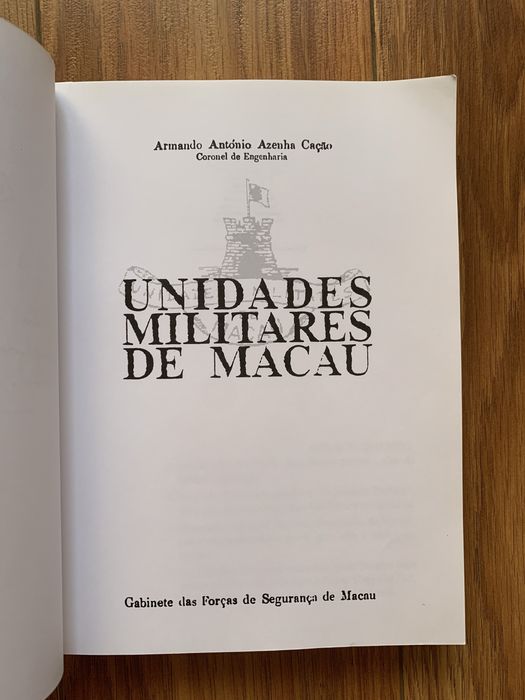 Armando António Azenha Cação
Coronel de Engenharia
UNIDADES
MILITARES
DE MACAU
Gabinete das Forças de Segurança de Macau